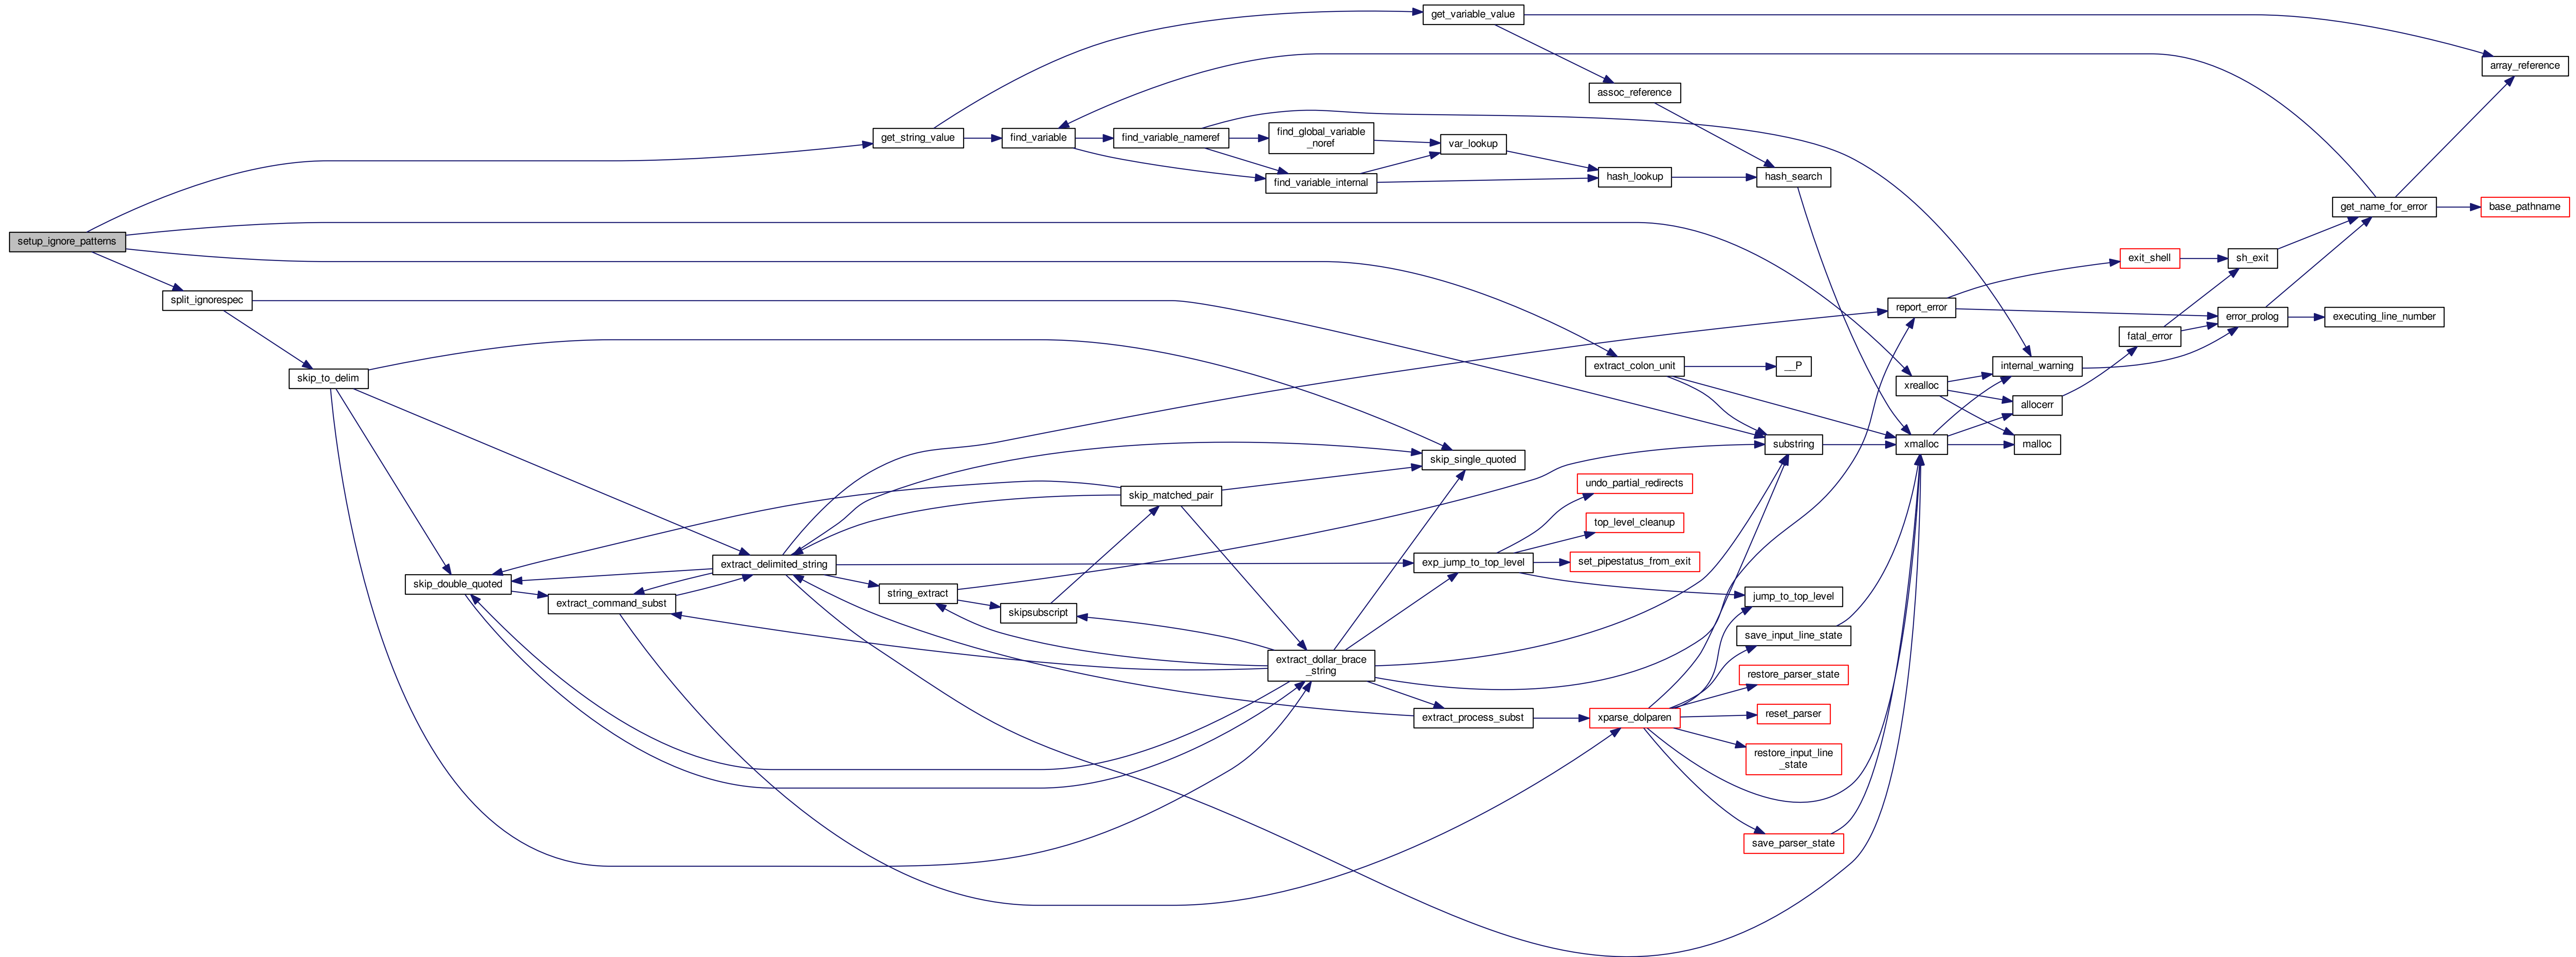 get_variable_value
array_reference
assoc_reference
get_string_value
find_variable
find_variable_nameref
find_global_variable
_noref
var_lookup
find_variable_internal
hash_lookup
hash_search
get_name_for_error
base_pathname
setup_ignore_patterns
exit_shell
sh_exit
split_ignorespec
report_error
error_prolog
executing_line_number
fatal_error
skip_to_delim
extract_colon_unit
__P
internal_warning
xrealloc
allocerr
substring
xmalloc
malloc
skip_single_quoted
undo_partial_redirects
skip_matched_pair
top_level_cleanup
extract_delimited_string
exp_jump_to_top_level
set_pipestatus_from_exit
skip_double_quoted
extract_command_subst
string_extract
skipsubscript
jump_to_top_level
save_input_line_state
extract_dollar_brace
_string
restore_parser_state
extract_process_subst
xparse_dolparen
reset_parser
restore_input_line
_state
save_parser_state